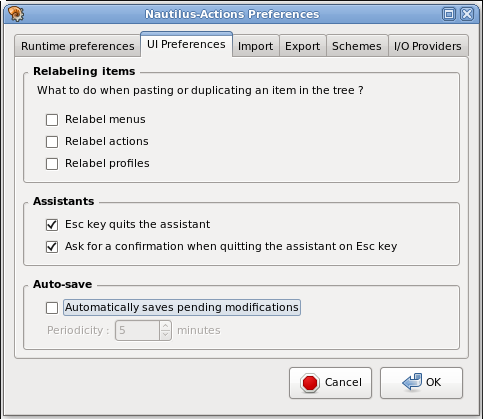 Nautilus-Actions Preferences
Runtime preferences UI Preferences Import Export Schemes I/O Providers
Relabeling items
What to do when pasting or duplicating an item in the tree ?
Relabel menus
Relabel actions
Relabel profiles
Assistants
Esc key quits the assistant
Ask for a confirmation when quitting the assistant on Esc key
Auto-save
Automatically saves pending modifications
Periodicity : 5 minutes
Cancel OK